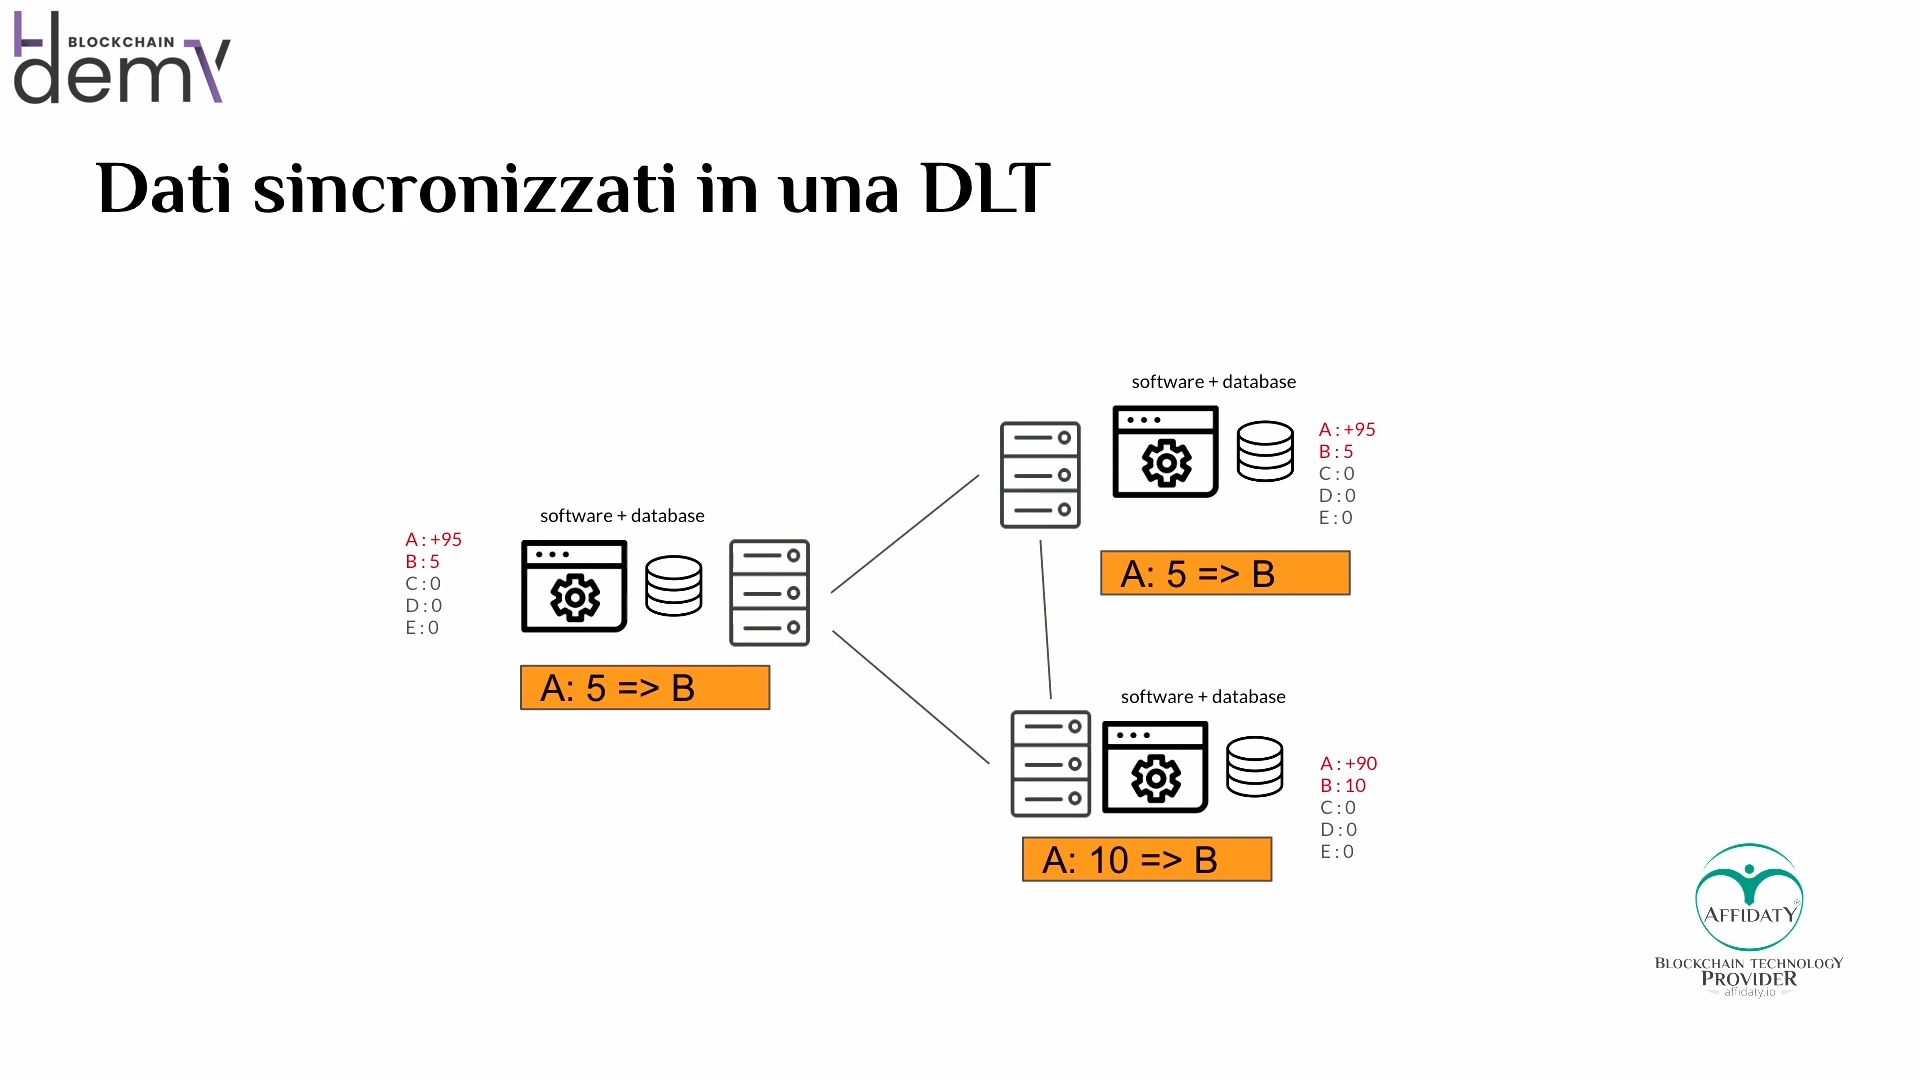 BLOCKCHAIN
demY
Dati sincronizzati in una DLT
software + database
A : +95
B : 5
C : 0
D : 0
E : 0
A: 5 => B
software + database
A : +95
B : 5
C : 0
D : 0
E : 0
A: 5 => B
software + database
A : +90
B : 10
C : 0
D : 0
E : 0
A: 10 => B
AFFIDATY®
BLOCKCHAIN TECHNOLOGY
PROVIDER
affidaty.io